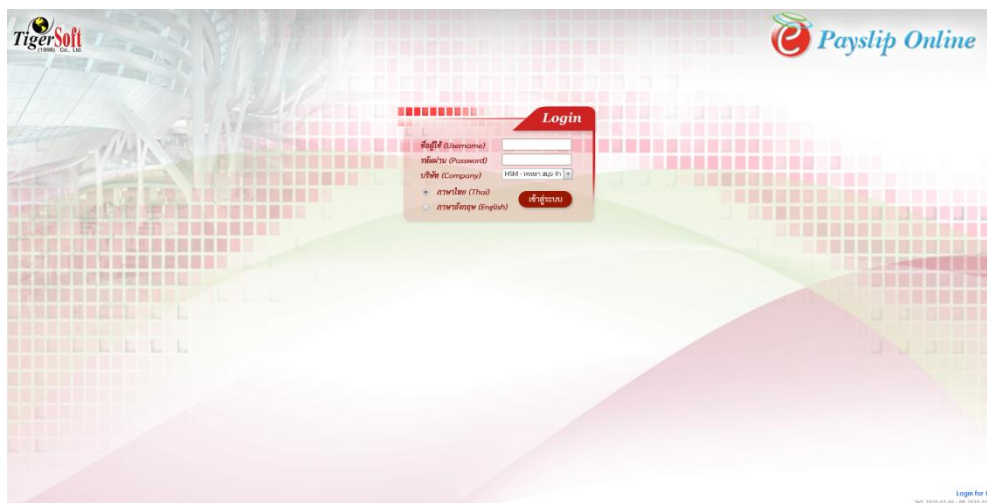 TigerSoft
(1998) Co., Ltd.
Payslip Online
Login
ชื่อผู้ใช้ (Username)
รหัสผ่าน (Password)
บริษัท (Company)
HSM -
ภาษาไทย (Thai)
ภาษาอังกฤษ (English)
เข้าสู่ระบบ
Login for